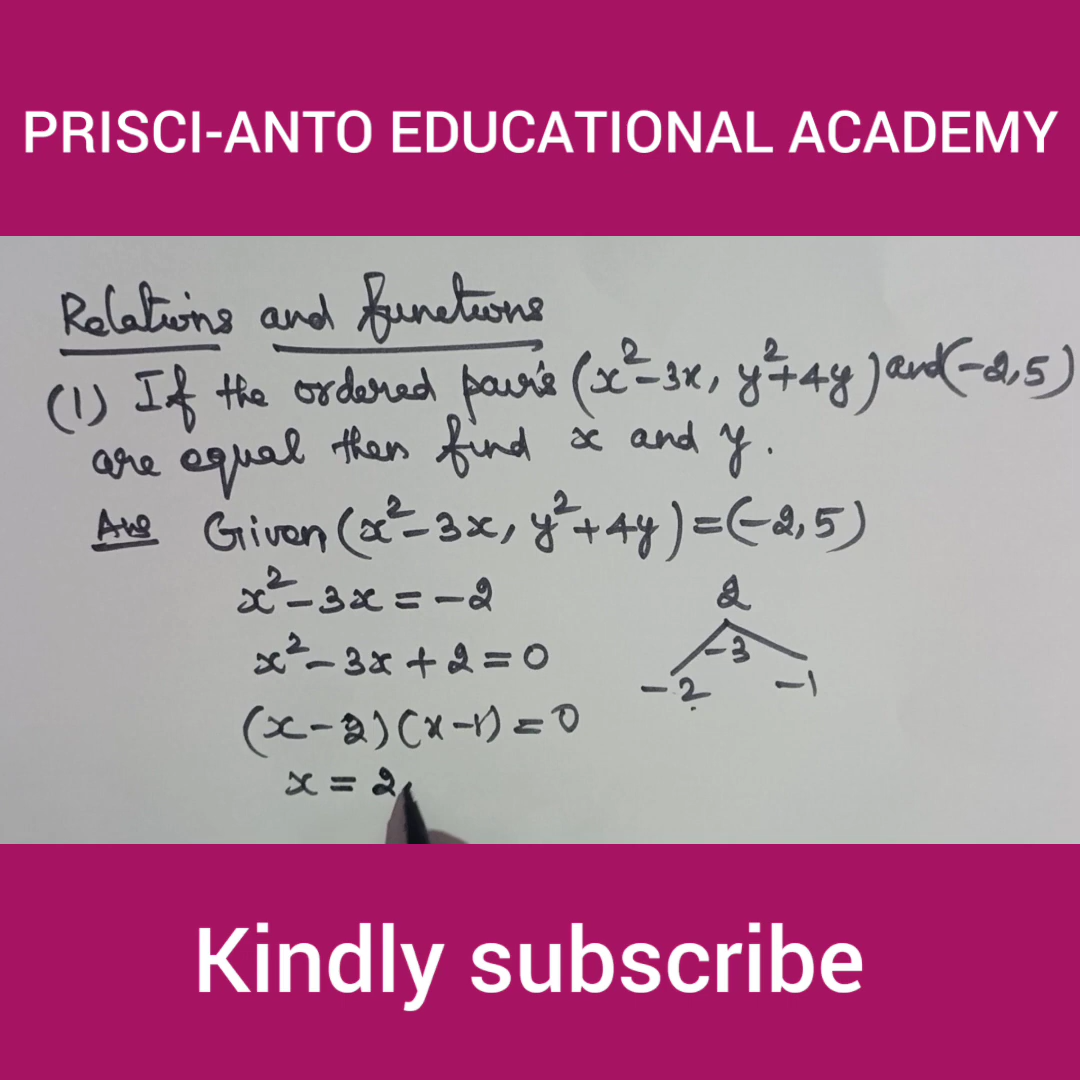 PRISCI-ANTO EDUCATIONAL ACADEMY
Relations and functions
(1) If the ordered pairs (x²-3x, y²+4y) and (-2,5)
are equal then find x and y.
Ans Given (x²-3x, y²+4y) = (-2,5)
x²-3x = -2
2
x²-3x+2=0
-3
-2 -1
(x-2)(x-1)=0
x = 2
Kindly subscribe